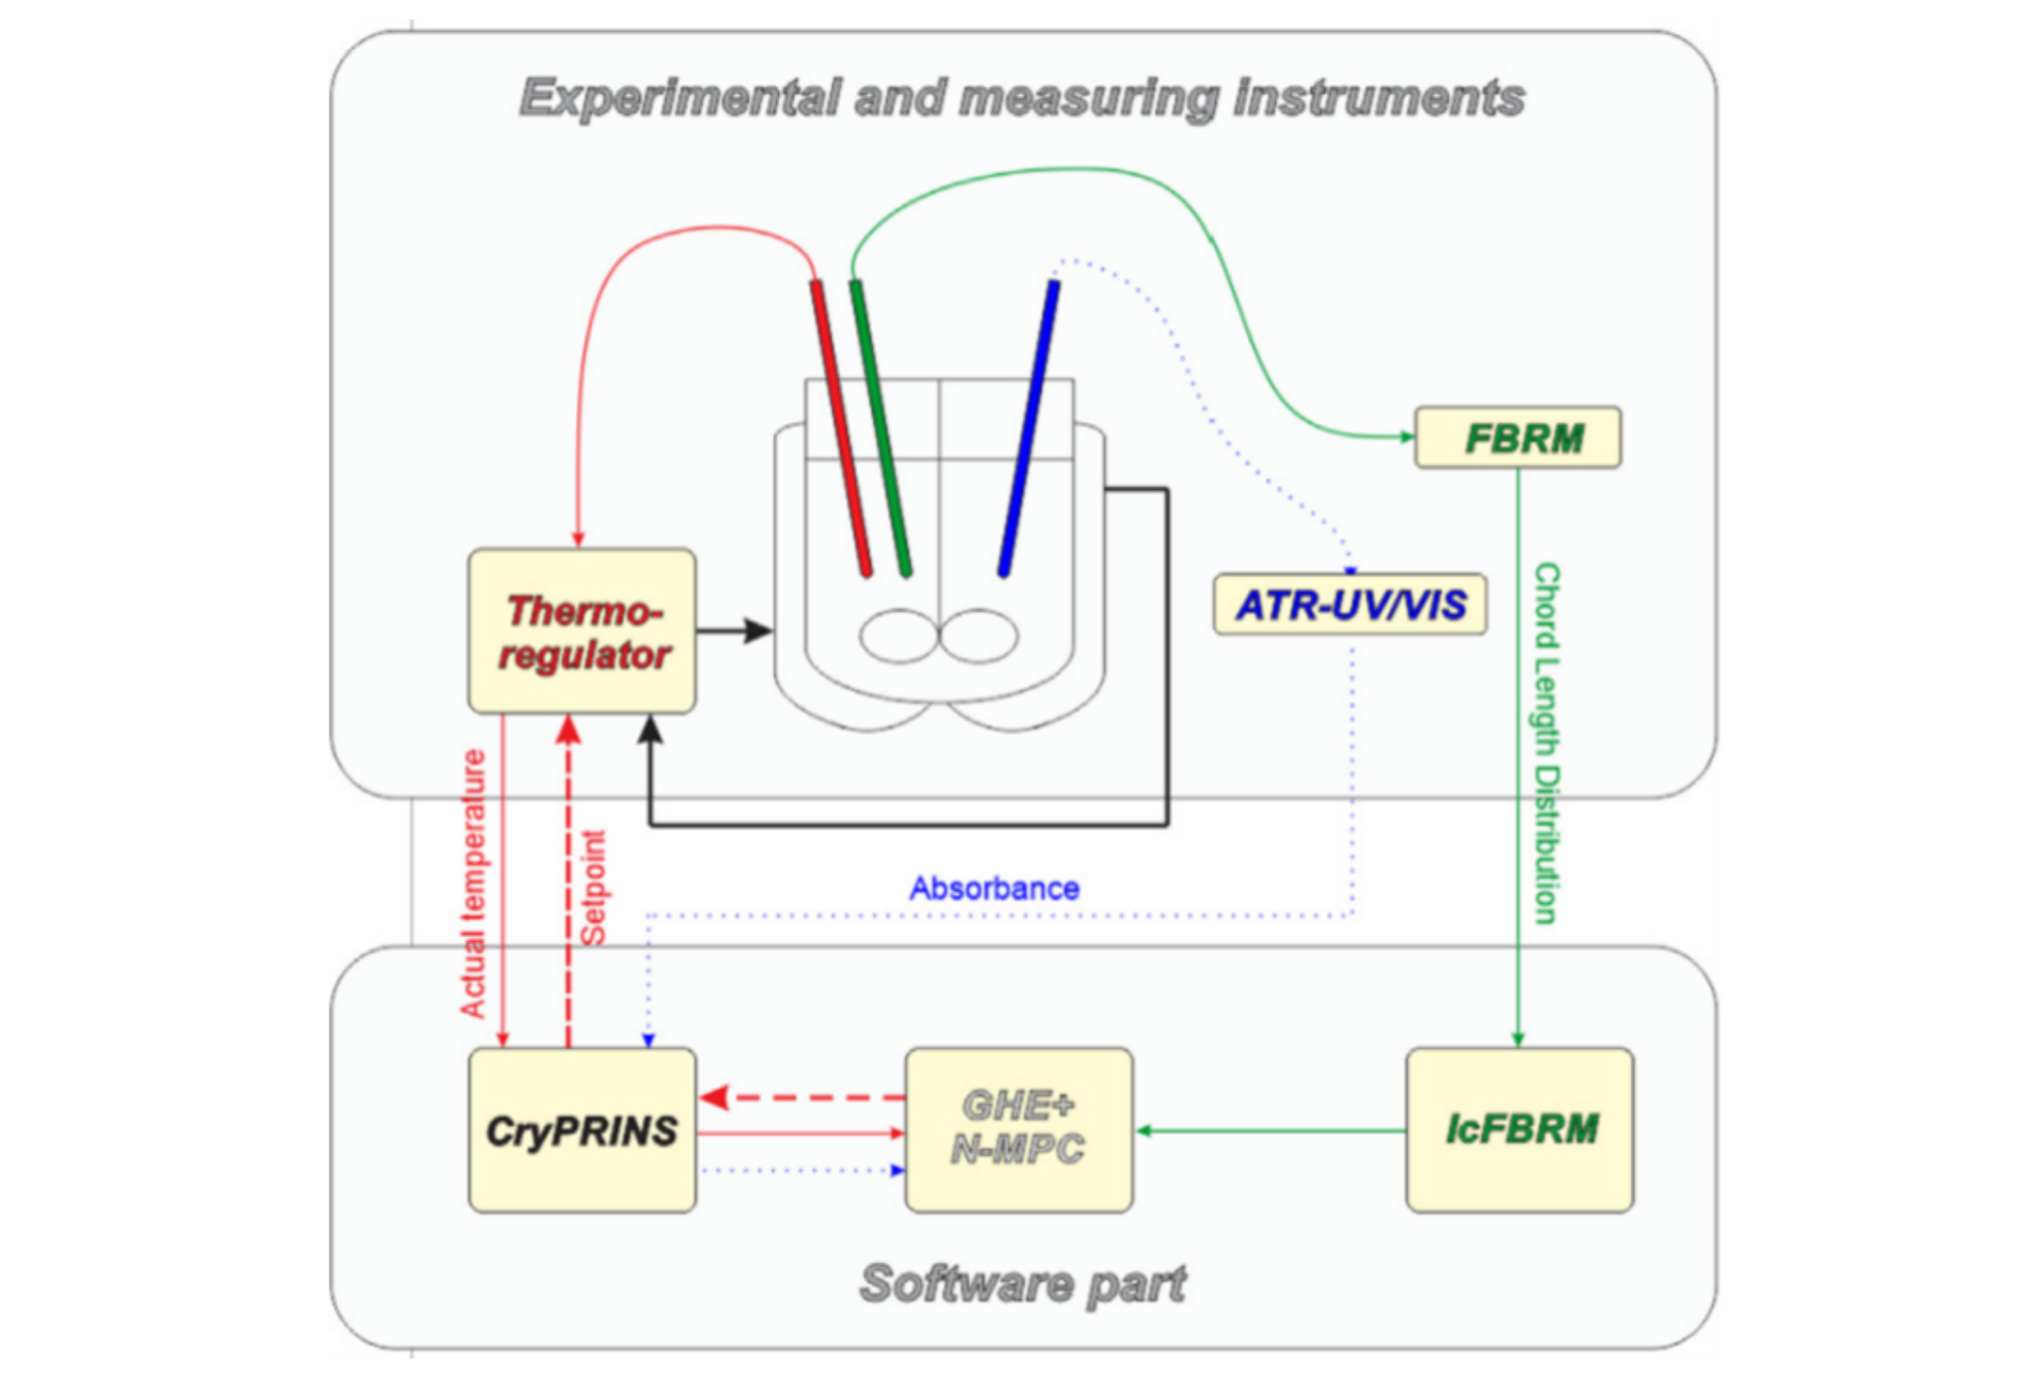 Experimental and measuring instruments
FBRM
ATR-UV/VIS
Thermo-
regulator
Chord Length Distribution
Actual temperature
Setpoint
Absorbance
CryPRINS
GHE+
N-MPC
IcFBRM
Software part